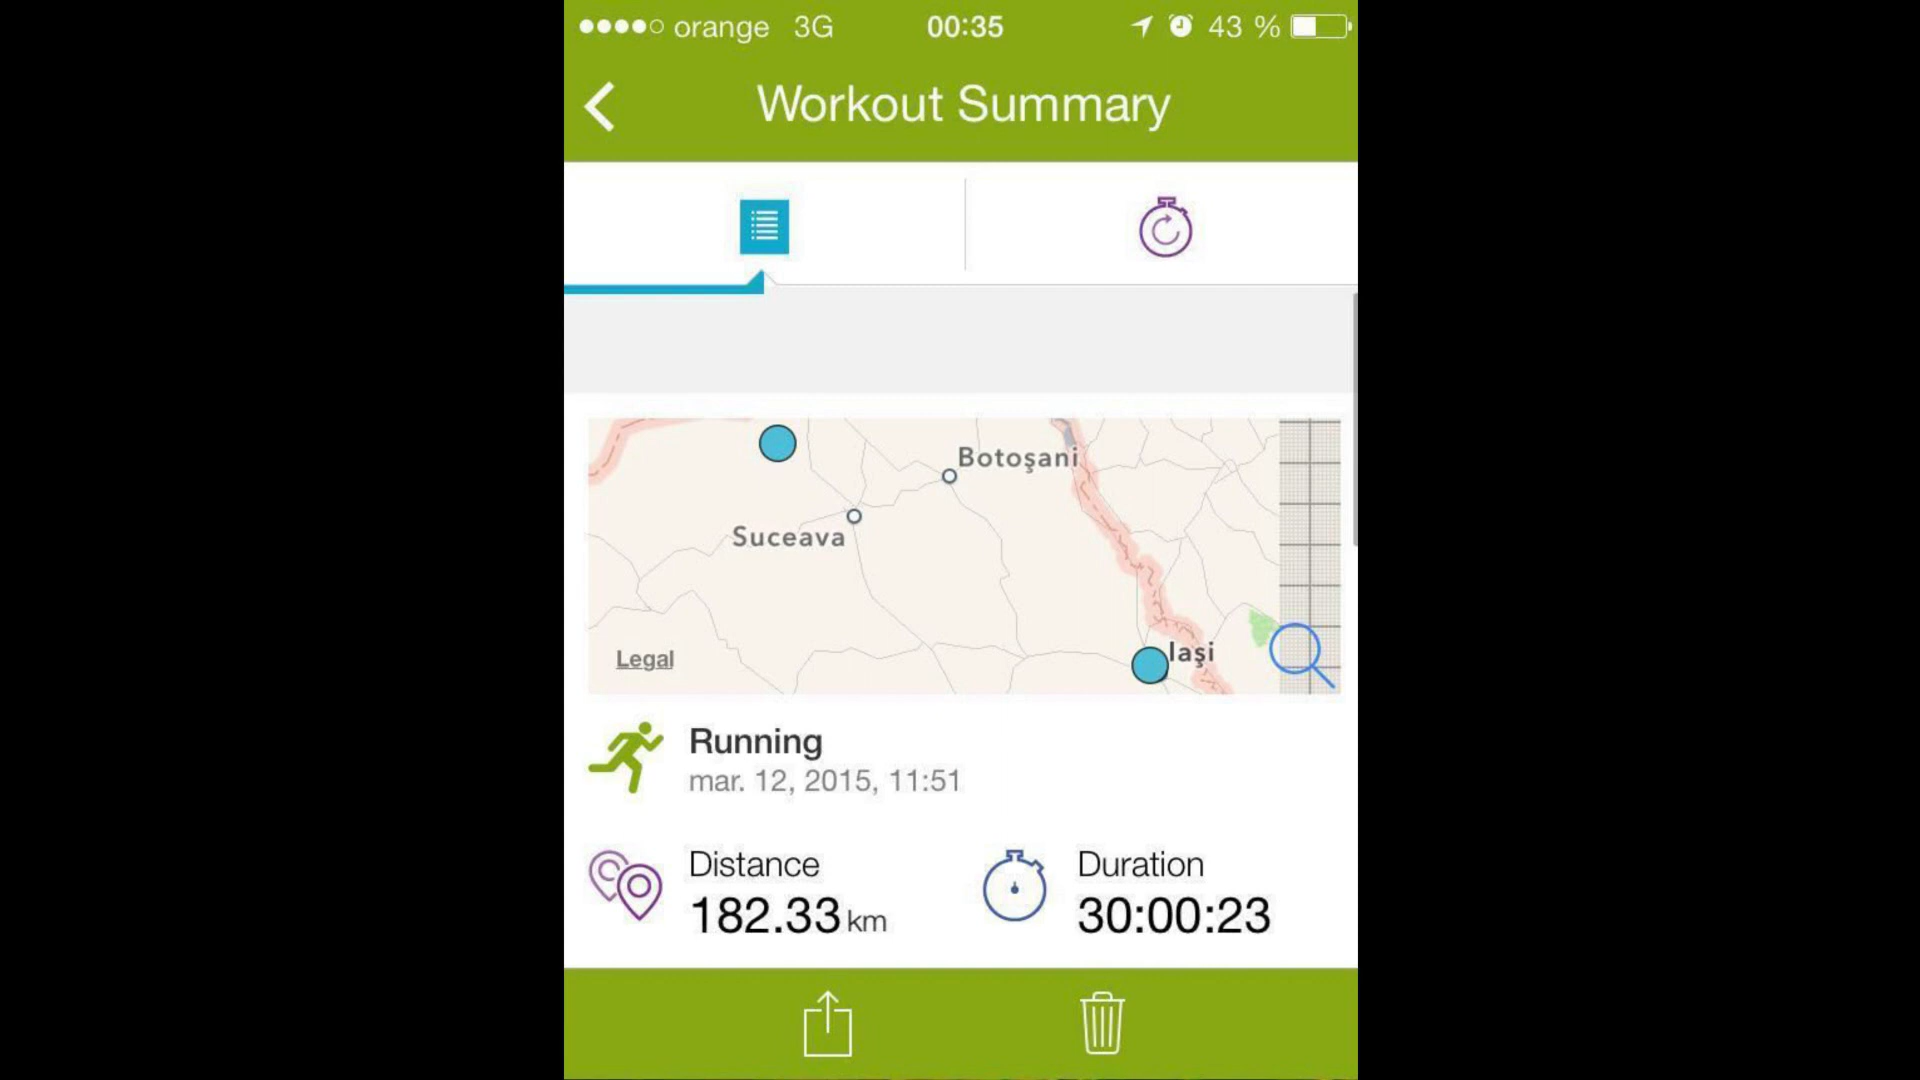 orange 3G 00:35 43 %
Workout Summary
Botoşani
Suceava
Iaşi
Legal
Running
mar. 12, 2015, 11:51
Distance Duration
182.33 km 30:00:23